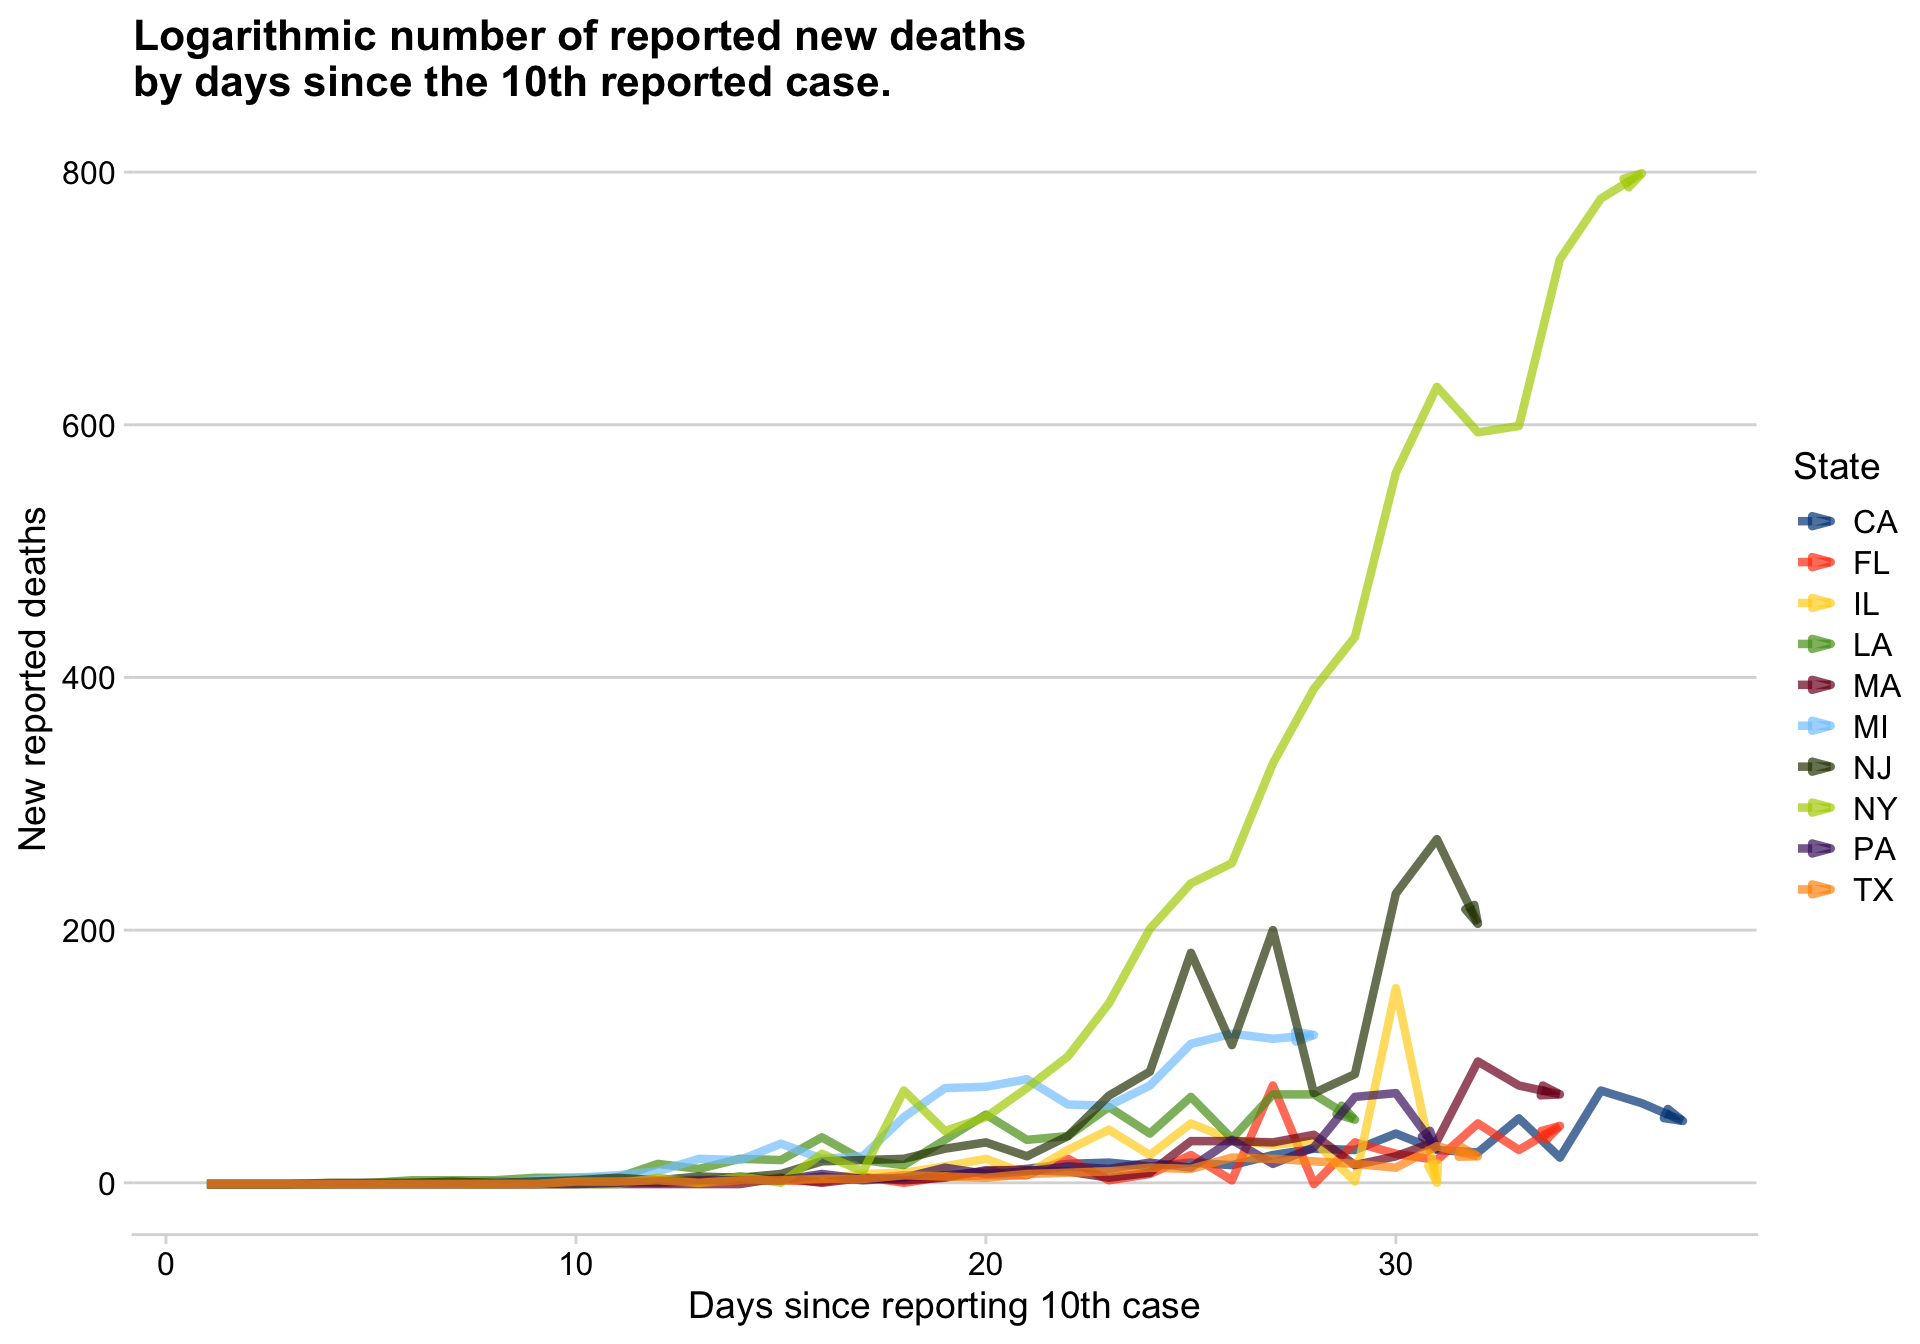 Logarithmic number of reported new deaths
by days since the 10th reported case.
800
600
400
200
0
New reported deaths
0
10
20
30
Days since reporting 10th case
State
CA
FL
IL
LA
MA
MI
NJ
NY
PA
TX